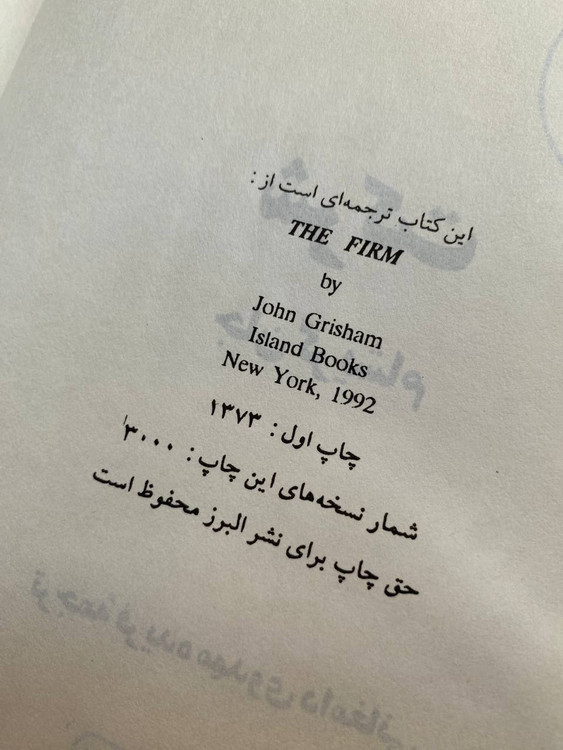 این کتاب ترجمه‌ای است از :
THE FIRM
by
John Grisham
Island Books
New York, 1992
چاپ اول : ۱۳۷۳
شمار نسخه‌های این چاپ : ۳۰۰۰
حق چاپ برای نشر البرز محفوظ است